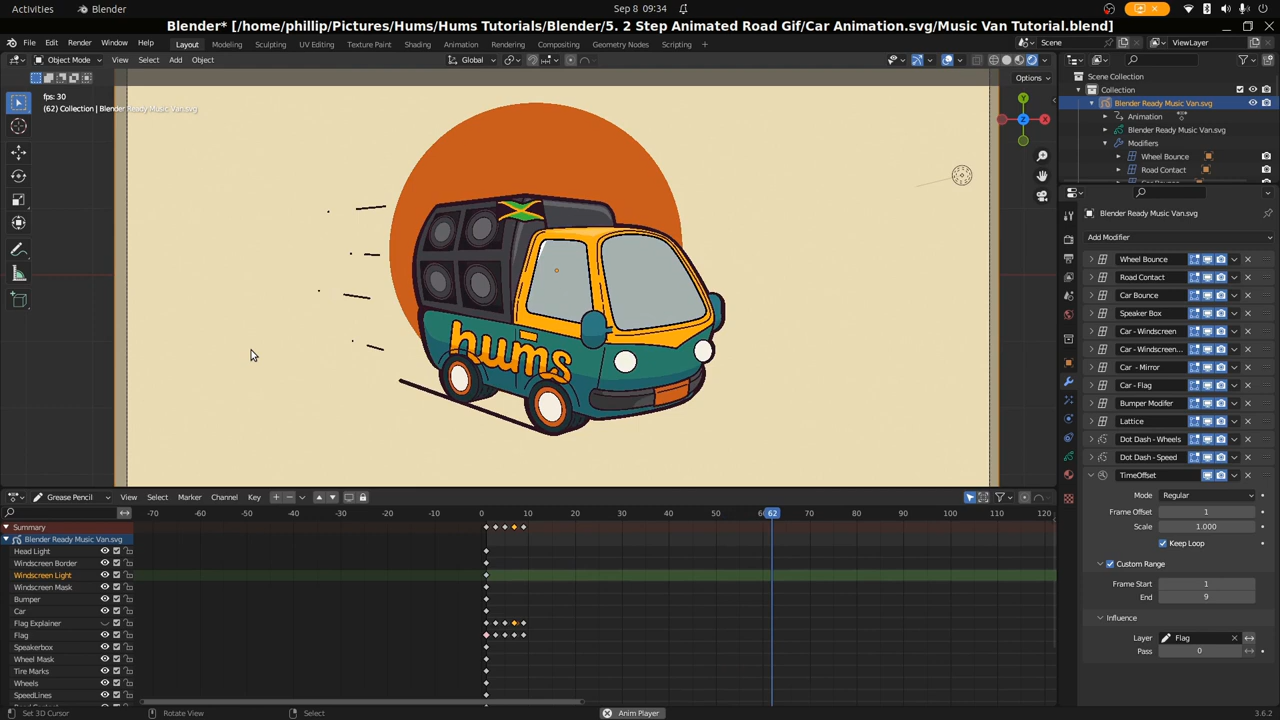 Activities
Blender
Sep 8 09:34
Blender* [/home/phillip/Pictures/Hums/Hums Tutorials/Blender/5. 2 Step Animated Road Gif/Car Animation.svg/Music Van Tutorial.blend]
File Edit Render Window Help
Layout Modeling Sculpting UV Editing Texture Paint Shading Animation Rendering Compositing Geometry Nodes Scripting +
Scene
ViewLayer
Object Mode View Select Add Object
Global
Options
fps: 30
(62) Collection | Blender Ready Music Van.svg
Y
Z
X
hums
Scene Collection
Collection
Blender Ready Music Van.svg
Animation
Blender Ready Music Van.svg
Modifiers
Wheel Bounce
Road Contact
Blender Ready Music Van.svg
Add Modifier
Wheel Bounce
Road Contact
Car Bounce
Speaker Box
Car - Windscreen
Car - Windscreen...
Car - Mirror
Car - Flag
Bumper Modifer
Lattice
Dot Dash - Wheels
Dot Dash - Speed
TimeOffset
Mode Regular
Frame Offset 1
Scale 1.000
Keep Loop
Custom Range
Frame Start 1
End 9
Influence
Layer Flag
Pass 0
Grease Pencil View Select Marker Channel Key
-70 -60 -50 -40 -30 -20 -10 0 10 20 30 40 50 62 70 80 90 100 110 120
Summary
Blender Ready Music Van.svg
Head Light
Windscreen Border
Windscreen Light
Windscreen Mask
Bumper
Car
Flag Explainer
Flag
Speakerbox
Wheel Mask
Tire Marks
Wheels
SpeedLines
Set 3D Cursor
Rotate View
Select
Anim Player
3.6.2